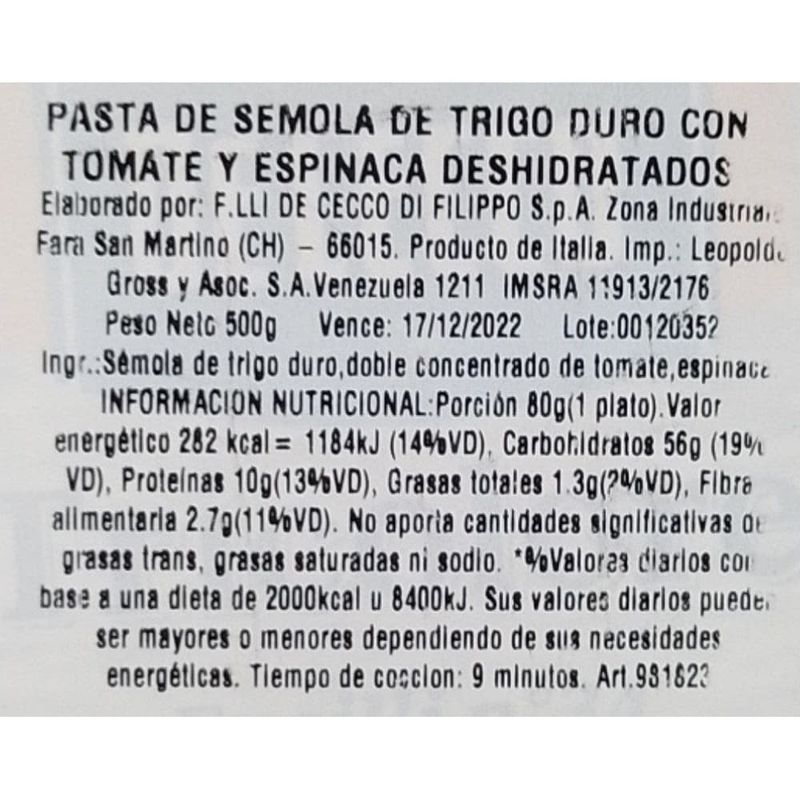 PASTA DE SEMOLA DE TRIGO DURO CON
TOMATE Y ESPINACA DESHIDRATADOS
Elaborado por: F.LLI DE CECCO DI FILIPPO S.p.A. Zona Industrial
Fara San Martino (CH) – 66015. Producto de Italia. Imp.: Leopoldo
Gross y Asoc. S.A. Venezuela 1211 IMSRA 11913/2176
Peso Neto 500g Vence: 17/12/2022 Lote:00120352
Ingr.:Sémola de trigo duro,doble concentrado de tomate,espinaca
INFORMACION NUTRICIONAL:Porción 80g(1 plato).Valor
energético 282 kcal= 1184kJ (14%VD), Carbohidratos 56g (19%
VD), Proteínas 10g(13%VD), Grasas totales 1.3g(2%VD), Fibra
alimentaria 2.7g(11%VD). No aporta cantidades significativas de
grasas trans, grasas saturadas ni sodio. *%Valores diarios con
base a una dieta de 2000kcal u 8400kJ. Sus valores diarios pueden
ser mayores o menores dependiendo de sus necesidades
energéticas. Tiempo de coccion: 9 minutos.